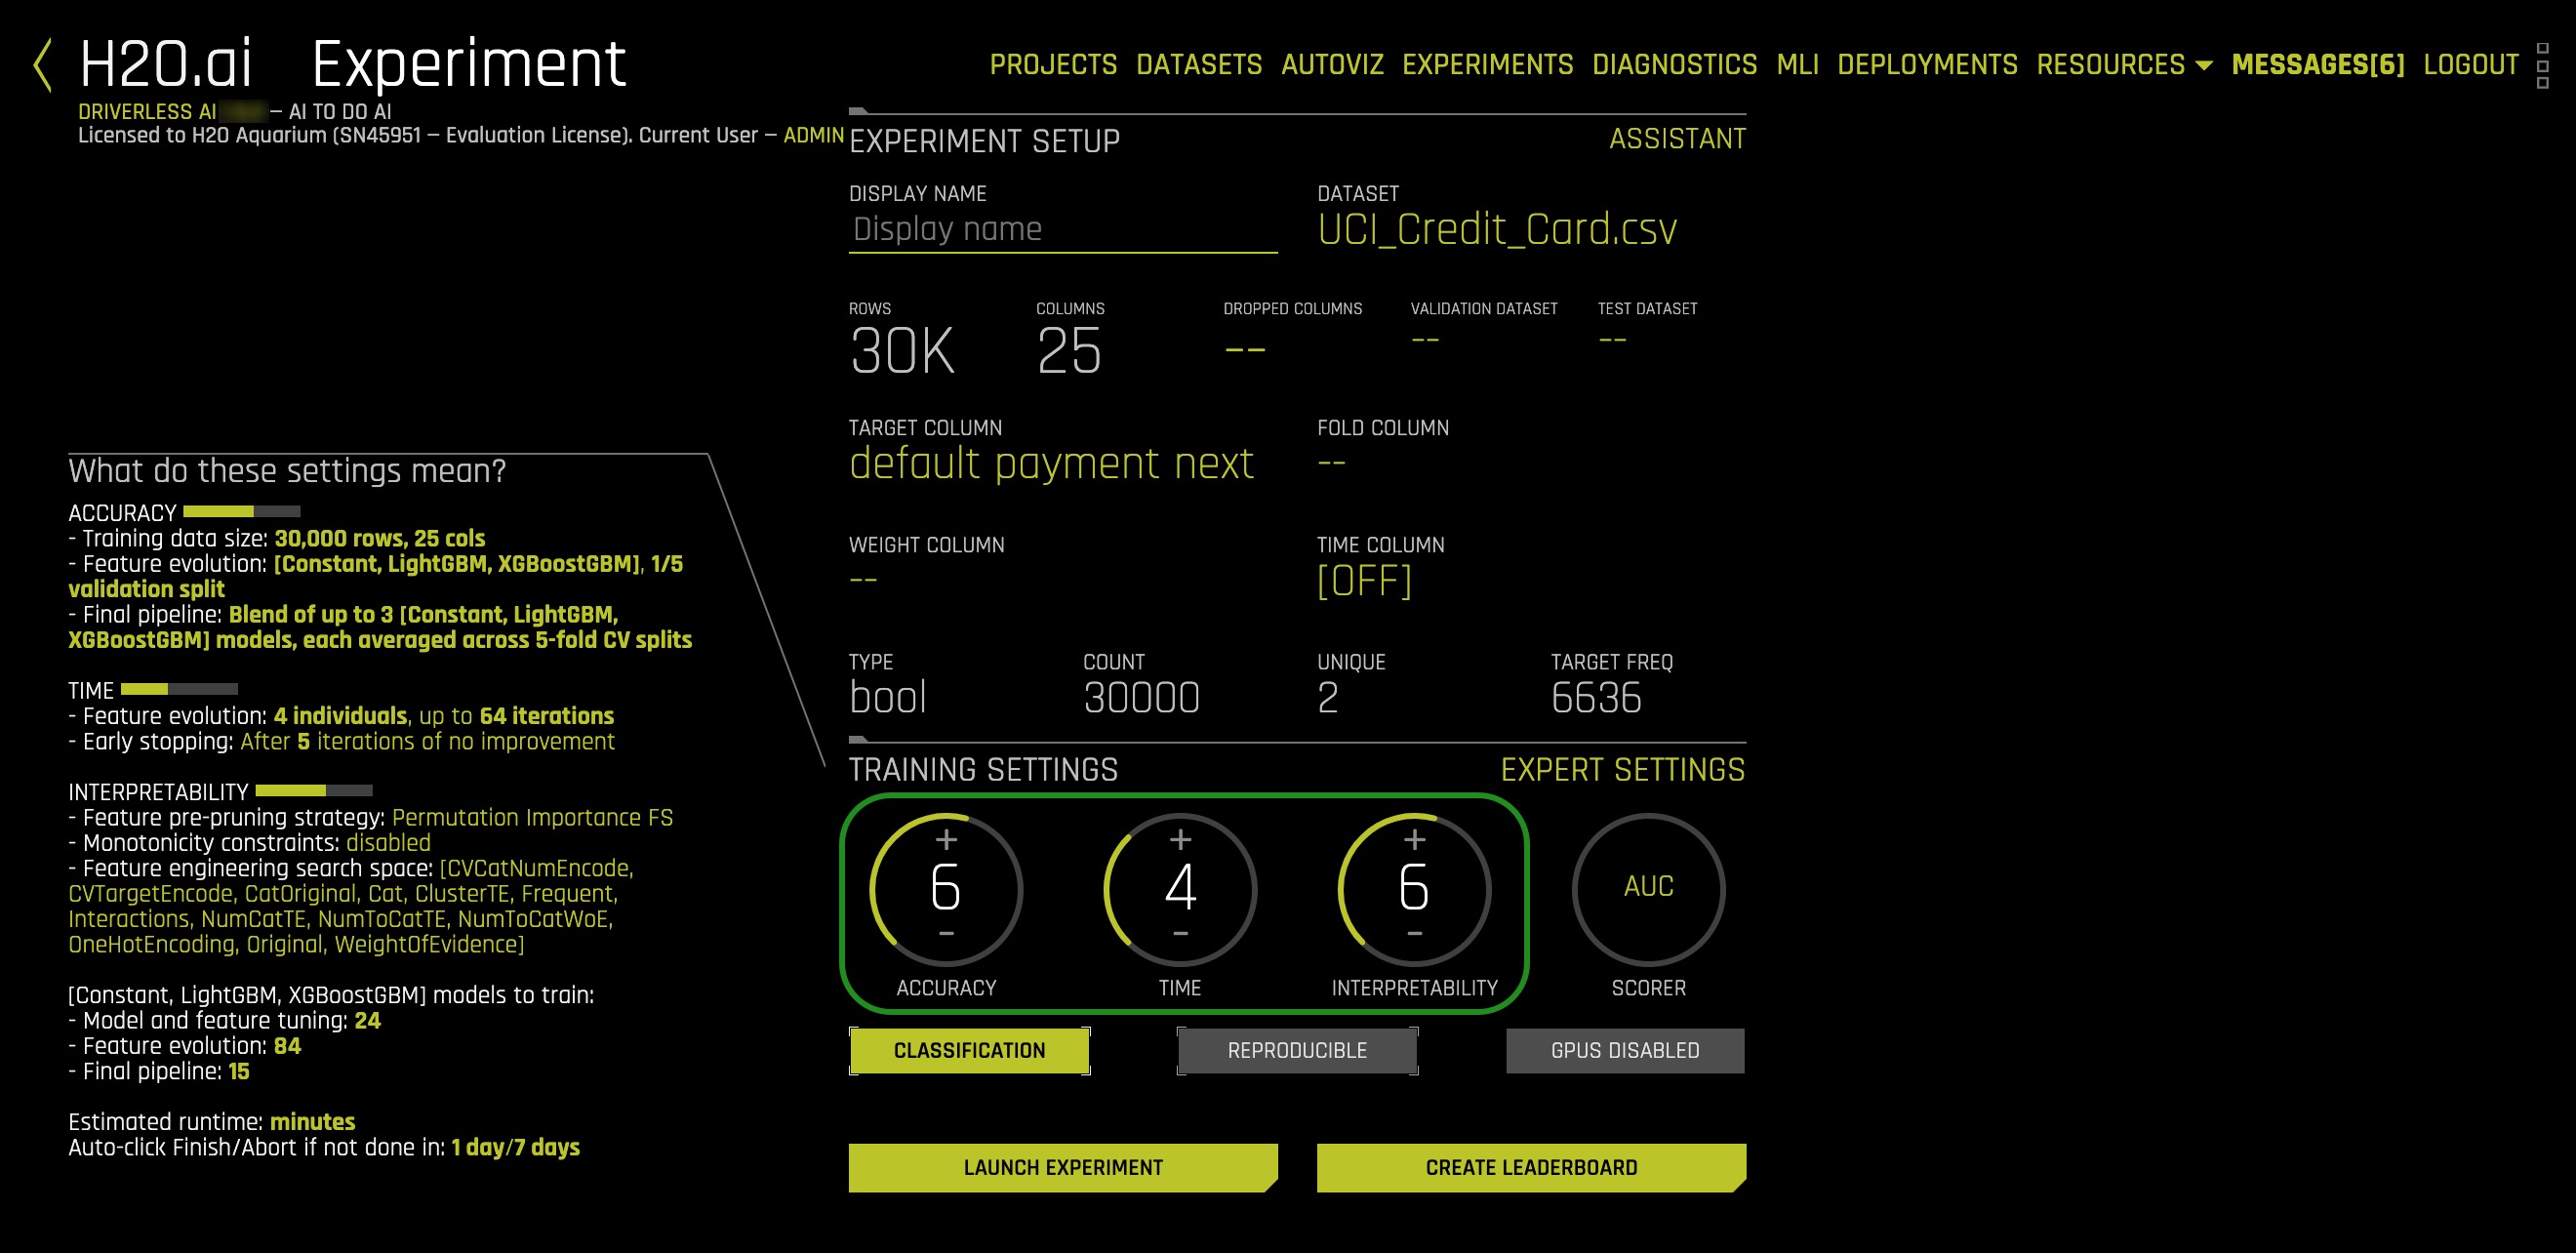 H2O.ai Experiment
DRIVERLESS AI — AI TO DO AI
Licensed to H2O Aquarium (SN45951 — Evaluation License). Current User — ADMIN
PROJECTS DATASETS AUTOVIZ EXPERIMENTS DIAGNOSTICS MLI DEPLOYMENTS RESOURCES MESSAGES[6] LOGOUT
EXPERIMENT SETUP ASSISTANT
DISPLAY NAME DATASET
Display name UCI_Credit_Card.csv
ROWS COLUMNS DROPPED COLUMNS VALIDATION DATASET TEST DATASET
30K 25 -- -- --
TARGET COLUMN FOLD COLUMN
default payment next --
WEIGHT COLUMN TIME COLUMN
-- [OFF]
TYPE COUNT UNIQUE TARGET FREQ
bool 30000 2 6636
What do these settings mean?
ACCURACY
- Training data size: 30,000 rows, 25 cols
- Feature evolution: [Constant, LightGBM, XGBoostGBM], 1/5
validation split
- Final pipeline: Blend of up to 3 [Constant, LightGBM,
XGBoostGBM] models, each averaged across 5-fold CV splits
TIME
- Feature evolution: 4 individuals, up to 64 iterations
- Early stopping: After 5 iterations of no improvement
INTERPRETABILITY
- Feature pre-pruning strategy: Permutation Importance FS
- Monotonicity constraints: disabled
- Feature engineering search space: [CVCatNumEncode,
CVTargetEncode, CatOriginal, Cat, ClusterTE, Frequent,
Interactions, NumCatTE, NumToCatTE, NumToCatWoE,
OneHotEncoding, Original, WeightOfEvidence]
[Constant, LightGBM, XGBoostGBM] models to train:
- Model and feature tuning: 24
- Feature evolution: 84
- Final pipeline: 15
Estimated runtime: minutes
Auto-click Finish/Abort if not done in: 1 day/7 days
TRAINING SETTINGS EXPERT SETTINGS
+ + +
6 4 6 AUC
- - -
ACCURACY TIME INTERPRETABILITY SCORER
CLASSIFICATION REPRODUCIBLE GPUS DISABLED
LAUNCH EXPERIMENT CREATE LEADERBOARD